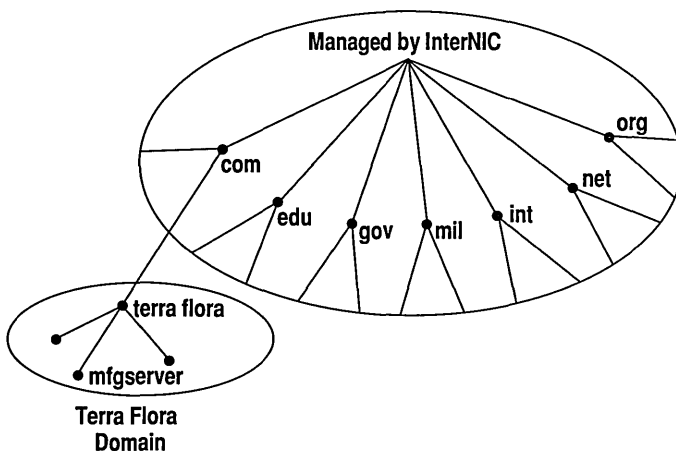 Managed by InterNIC
org
com
net
edu
int
gov
mil
terra flora
mfgserver
Terra Flora
Domain